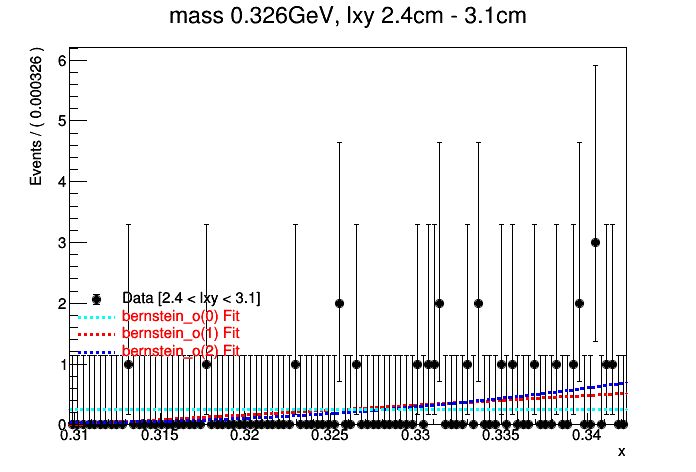 mass 0.326GeV, lxy 2.4cm - 3.1cm
Events / ( 0.000326 )
6
5
4
3
2
1
0
Data [2.4 < lxy < 3.1]
bernstein_o(0) Fit
bernstein_o(1) Fit
bernstein_o(2) Fit
0.31 0.315 0.32 0.325 0.33 0.335 0.34
x